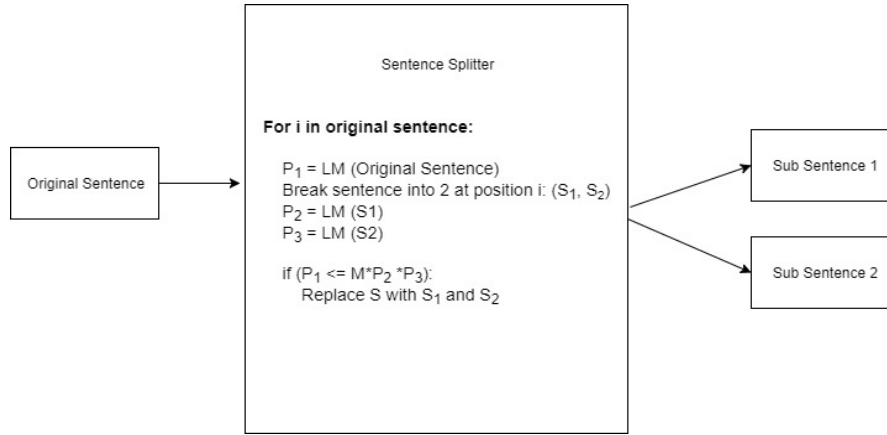 Sentence Splitter
For i in original sentence:
P₁ = LM (Original Sentence)
Break sentence into 2 at position i: (S₁, S₂)
P₂ = LM (S1)
P₃ = LM (S2)
if (P₁ <= M*P₂ *P₃):
Replace S with S₁ and S₂
Original Sentence
Sub Sentence 1
Sub Sentence 2